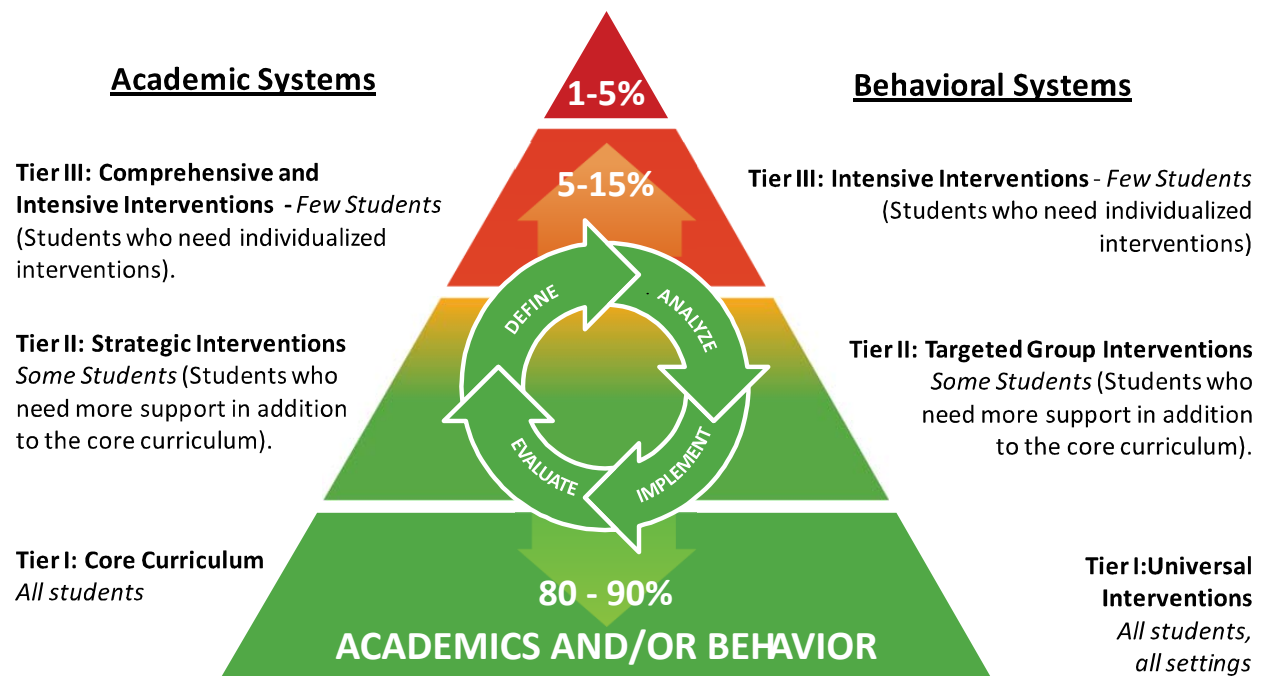 Academic Systems
Tier III: Comprehensive and
Intensive Interventions - Few Students
(Students who need individualized
interventions).
Tier II: Strategic Interventions
Some Students (Students who
need more support in addition
to the core curriculum).
Tier I: Core Curriculum
All students
1-5%
5-15%
DEFINE
ANALYZE
IMPLEMENT
EVALUATE
80 - 90%
ACADEMICS AND/OR BEHAVIOR
Behavioral Systems
Tier III: Intensive Interventions - Few Students
(Students who need individualized
interventions)
Tier II: Targeted Group Interventions
Some Students (Students who
need more support in addition
to the core curriculum).
Tier I:Universal
Interventions
All students,
all settings